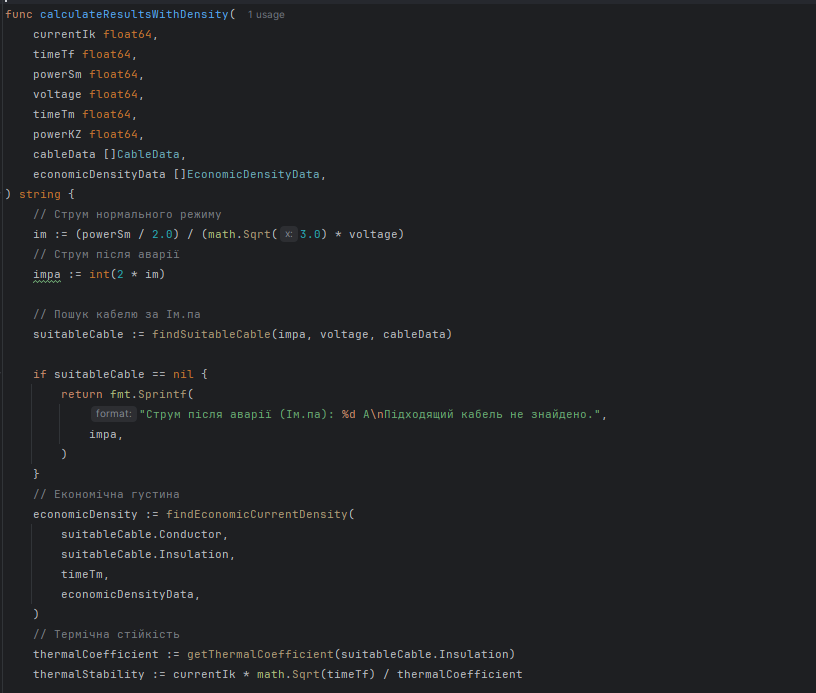 func calculateResultsWithDensity( 1 usage
    currentIk float64,
    timeTf float64,
    powerSm float64,
    voltage float64,
    timeTm float64,
    powerKZ float64,
    cableData []CableData,
    economicDensityData []EconomicDensityData,
) string {
    // Струм нормального режиму
    im := (powerSm / 2.0) / (math.Sqrt( x: 3.0) * voltage)
    // Струм після аварії
    impa := int(2 * im)

    // Пошук кабелю за Ім.па
    suitableCable := findSuitableCable(impa, voltage, cableData)

    if suitableCable == nil {
        return fmt.Sprintf(
            format: "Струм після аварії (Ім.па): %d А\nПідходящий кабель не знайдено.",
            impa,
        )
    }
    // Економічна густина
    economicDensity := findEconomicCurrentDensity(
        suitableCable.Conductor,
        suitableCable.Insulation,
        timeTm,
        economicDensityData,
    )
    // Термічна стійкість
    thermalCoefficient := getThermalCoefficient(suitableCable.Insulation)
    thermalStability := currentIk * math.Sqrt(timeTf) / thermalCoefficient